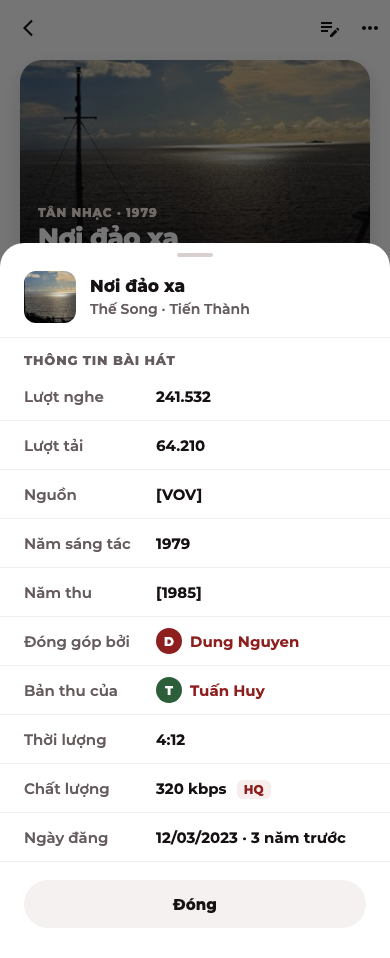 TÂN NHẠC · 1979
Nơi đảo xa
Nơi đảo xa
Thế Song · Tiến Thành
THÔNG TIN BÀI HÁT
Lượt nghe 241.532
Lượt tải 64.210
Nguồn [VOV]
Năm sáng tác 1979
Năm thu [1985]
Đóng góp bởi D Dung Nguyen
Bản thu của T Tuấn Huy
Thời lượng 4:12
Chất lượng 320 kbps HQ
Ngày đăng 12/03/2023 · 3 năm trước
Đóng